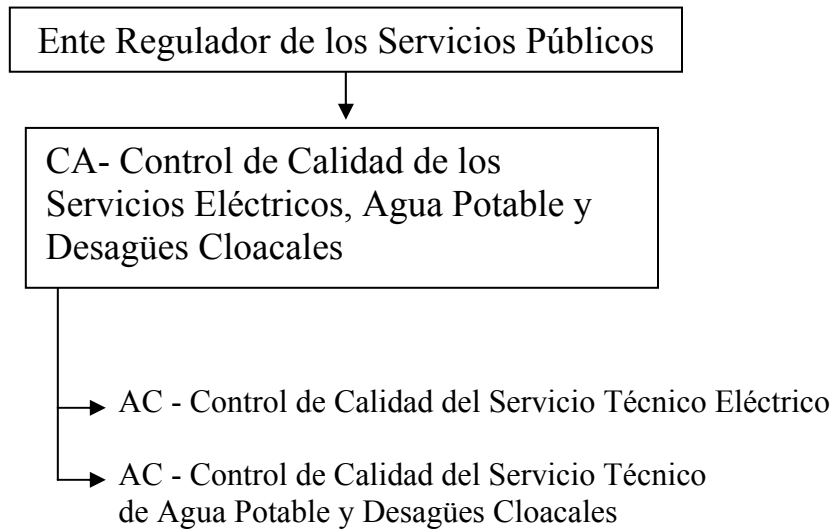 Ente Regulador de los Servicios Públicos
CA- Control de Calidad de los
Servicios Eléctricos, Agua Potable y
Desagües Cloacales
AC - Control de Calidad del Servicio Técnico Eléctrico
AC - Control de Calidad del Servicio Técnico
de Agua Potable y Desagües Cloacales